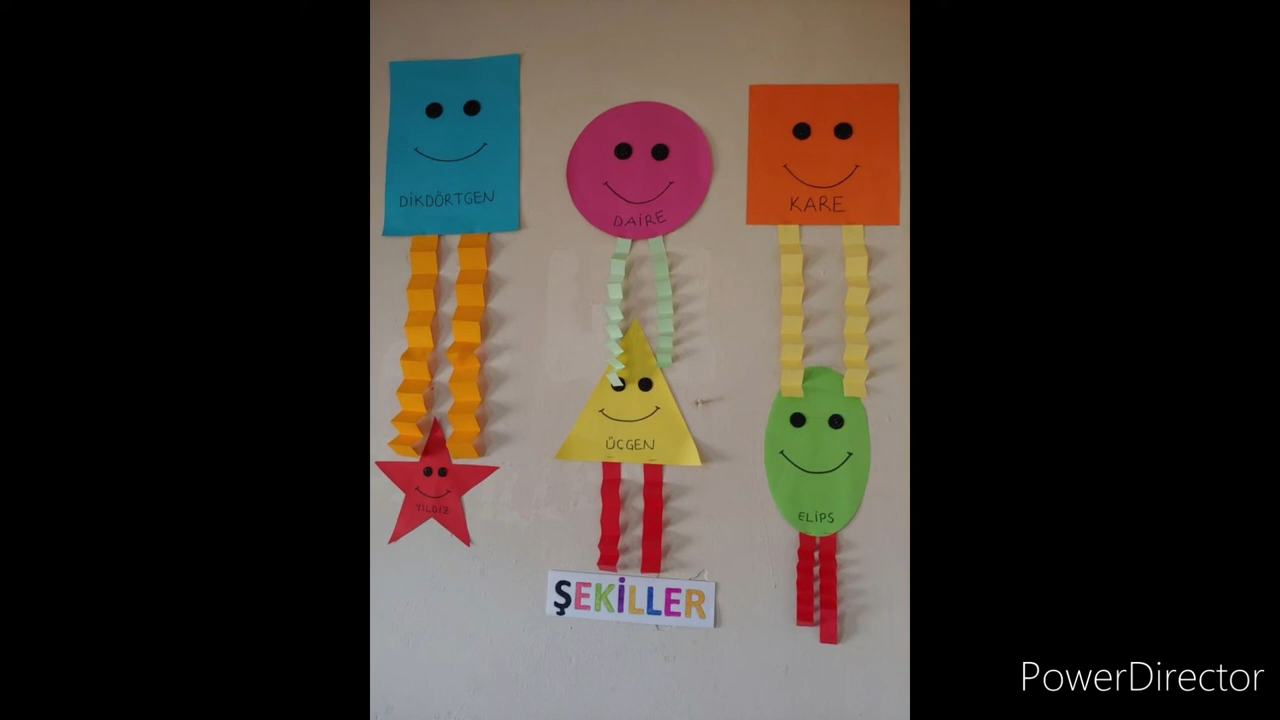 DİKDÖRTGEN
DAİRE
KARE
YILDIZ
ÜÇGEN
ELİPS
ŞEKİLLER
PowerDirector